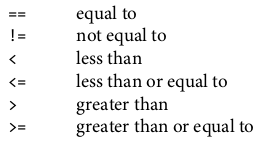 == equal to
!= not equal to
< less than
<= less than or equal to
> greater than
>= greater than or equal to